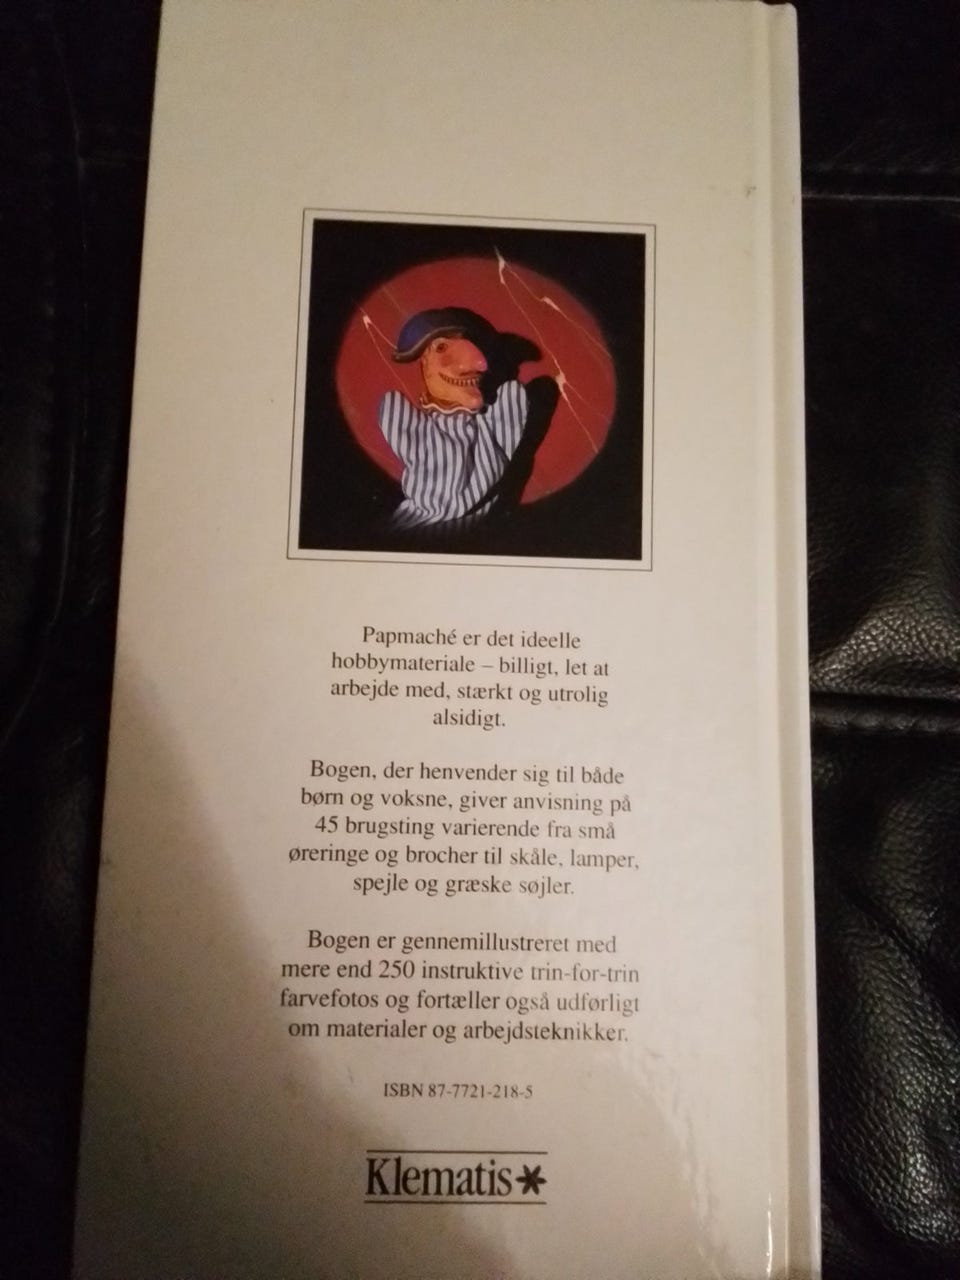 Papmaché er det ideelle
hobbymateriale – billigt, let at
arbejde med, stærkt og utrolig
alsidigt.
Bogen, der henvender sig til både
børn og voksne, giver anvisning på
45 brugsting varierende fra små
øreringe og brocher til skåle, lamper,
spejle og græske søjler.
Bogen er gennemillustreret med
mere end 250 instruktive trin-for-trin
farvefotos og fortæller også udførligt
om materialer og arbejdsteknikker.
ISBN 87-7721-218-5
Klematis